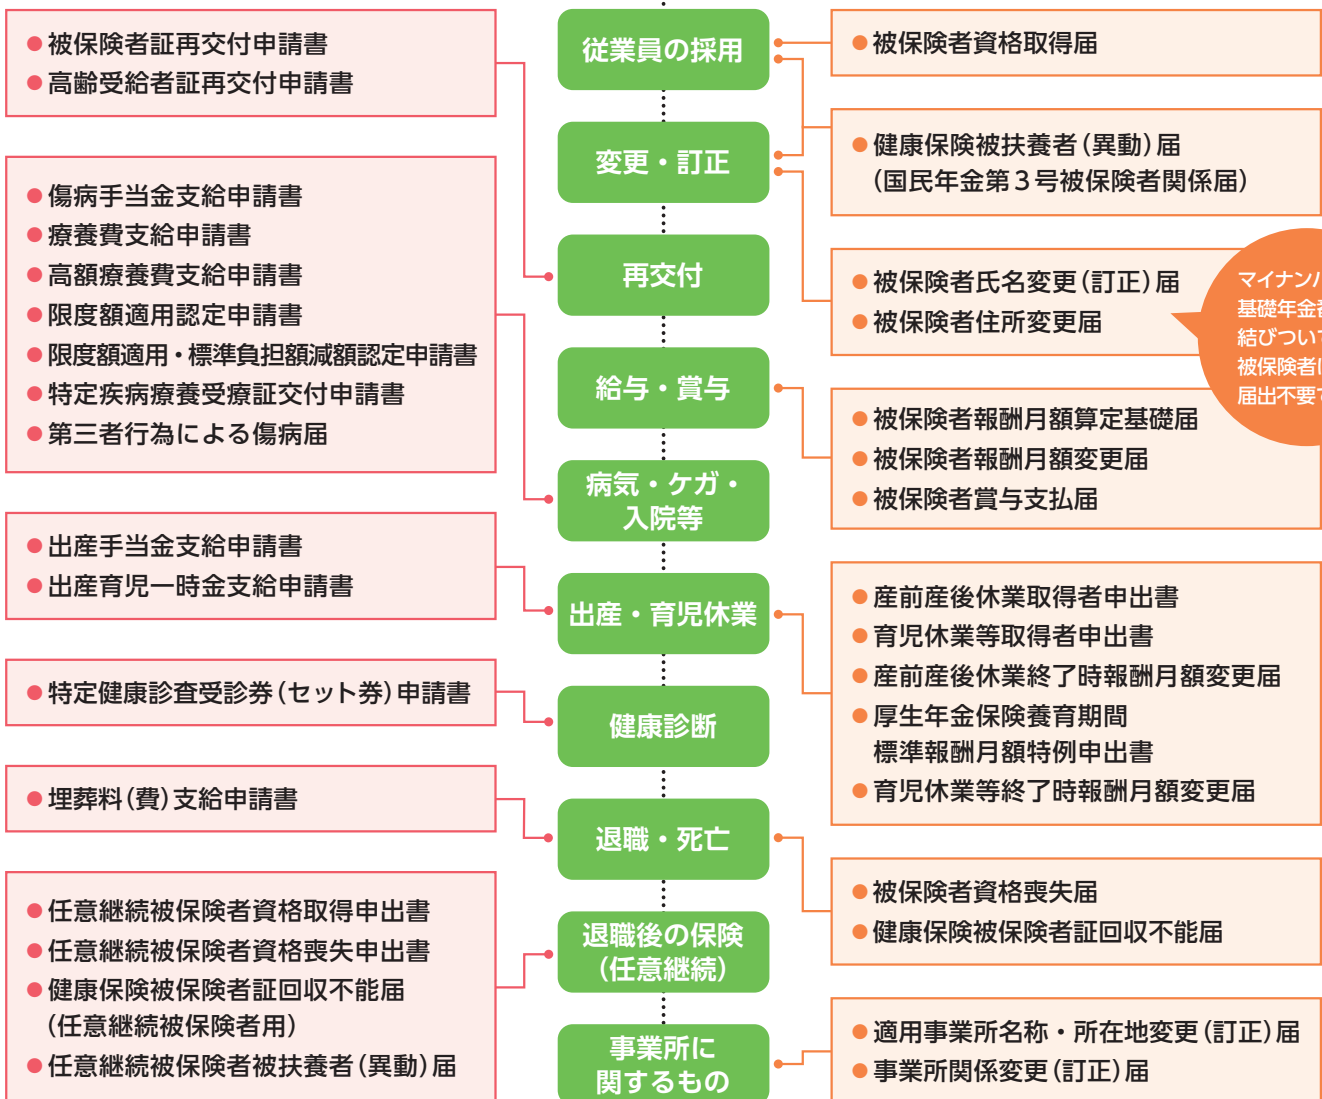 ●被保険者証再交付申請書
●高齢受給者証再交付申請書
●傷病手当金支給申請書
●療養費支給申請書
●高額療養費支給申請書
●限度額適用認定申請書
●限度額適用・標準負担額減額認定申請書
●特定疾病療養受療証交付申請書
●第三者行為による傷病届
●出産手当金支給申請書
●出産育児一時金支給申請書
●特定健康診査受診券(セット券)申請書
●埋葬料(費)支給申請書
●任意継続被保険者資格取得申出書
●任意継続被保険者資格喪失申出書
●健康保険被保険者証回収不能届
(任意継続被保険者用)
●任意継続被保険者被扶養者(異動)届
従業員の採用
変更・訂正
再交付
給与・賞与
病気・ケガ・
入院等
出産・育児休業
健康診断
退職・死亡
退職後の保険
(任意継続)
事業所に
関するもの
●被保険者資格取得届
●健康保険被扶養者(異動)届
(国民年金第3号被保険者関係届)
●被保険者氏名変更(訂正)届
●被保険者住所変更届
マイナン
基礎年金
結びつい
被保険者
届出不要
●被保険者報酬月額算定基礎届
●被保険者報酬月額変更届
●被保険者賞与支払届
●産前産後休業取得者申出書
●育児休業等取得者申出書
●産前産後休業終了時報酬月額変更届
●厚生年金保険養育期間
標準報酬月額特例申出書
●育児休業等終了時報酬月額変更届
●被保険者資格喪失届
●健康保険被保険者証回収不能届
●適用事業所名称・所在地変更(訂正)届
●事業所関係変更(訂正)届